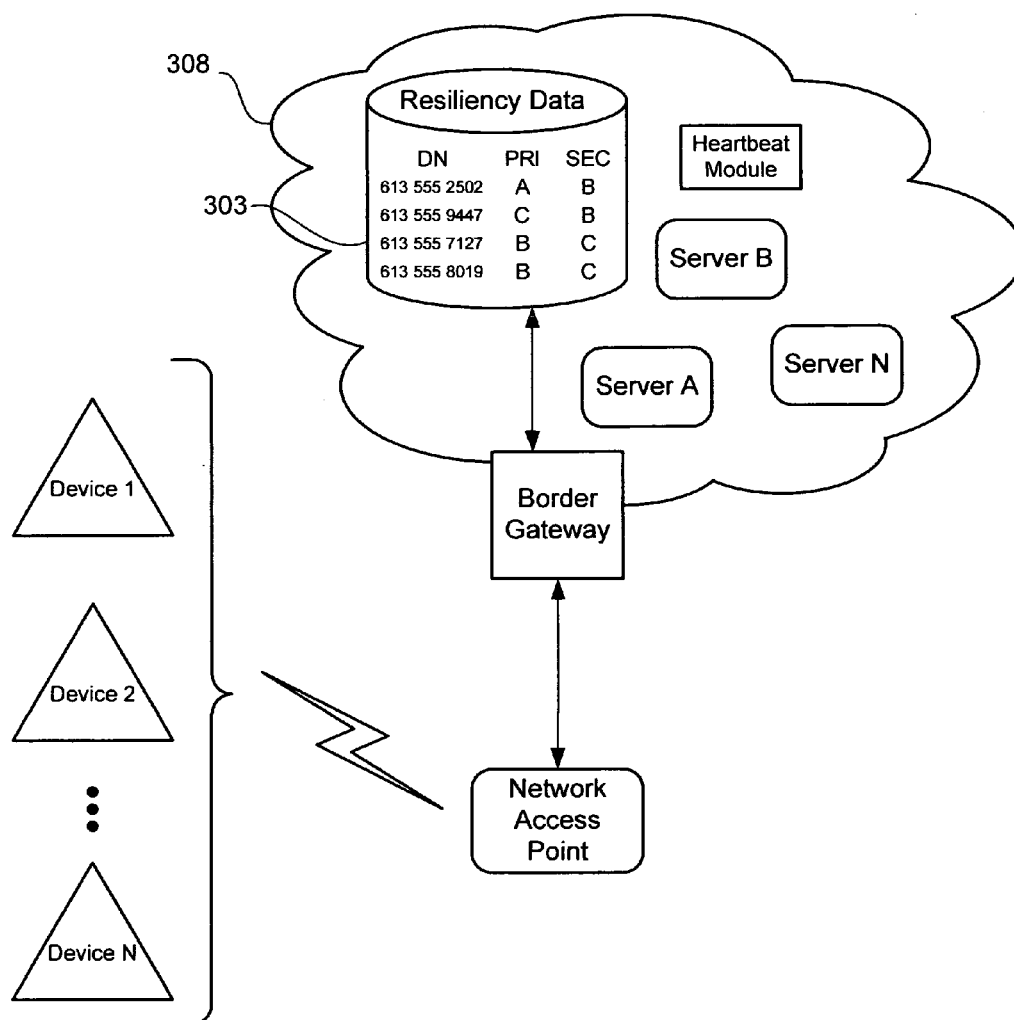 308
Resiliency Data
DN PRI SEC
613 555 2502 A B
613 555 9447 C B
613 555 7127 B C
613 555 8019 B C
303
Heartbeat
Module
Server B
Server A
Server N
Border
Gateway
Device 1
Device 2
Device N
Network
Access
Point